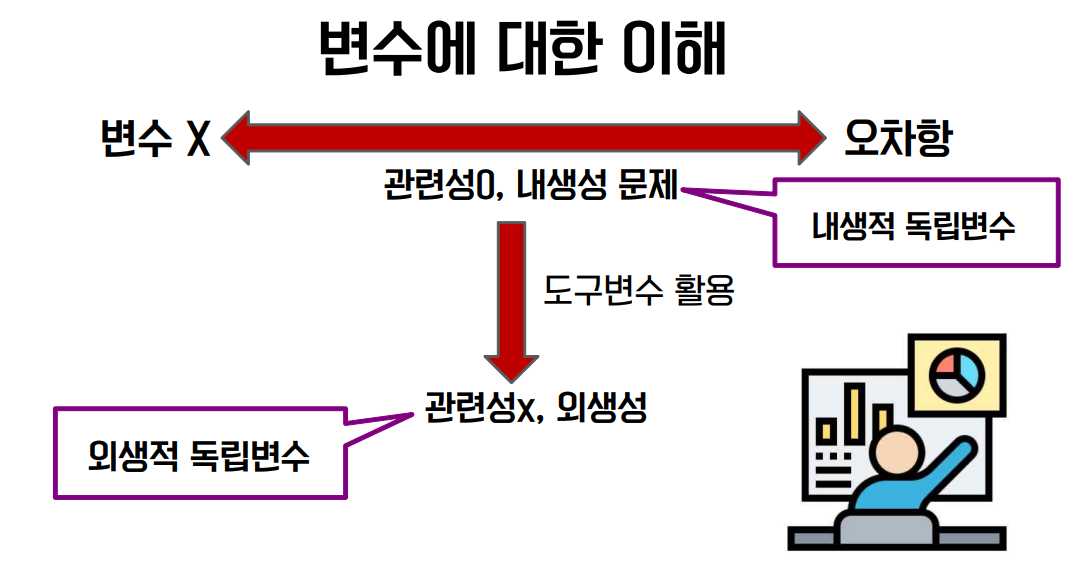 변수에 대한 이해
변수 X
오차항
관련성0, 내생성 문제
내생적 독립변수
도구변수 활용
관련성x, 외생성
외생적 독립변수